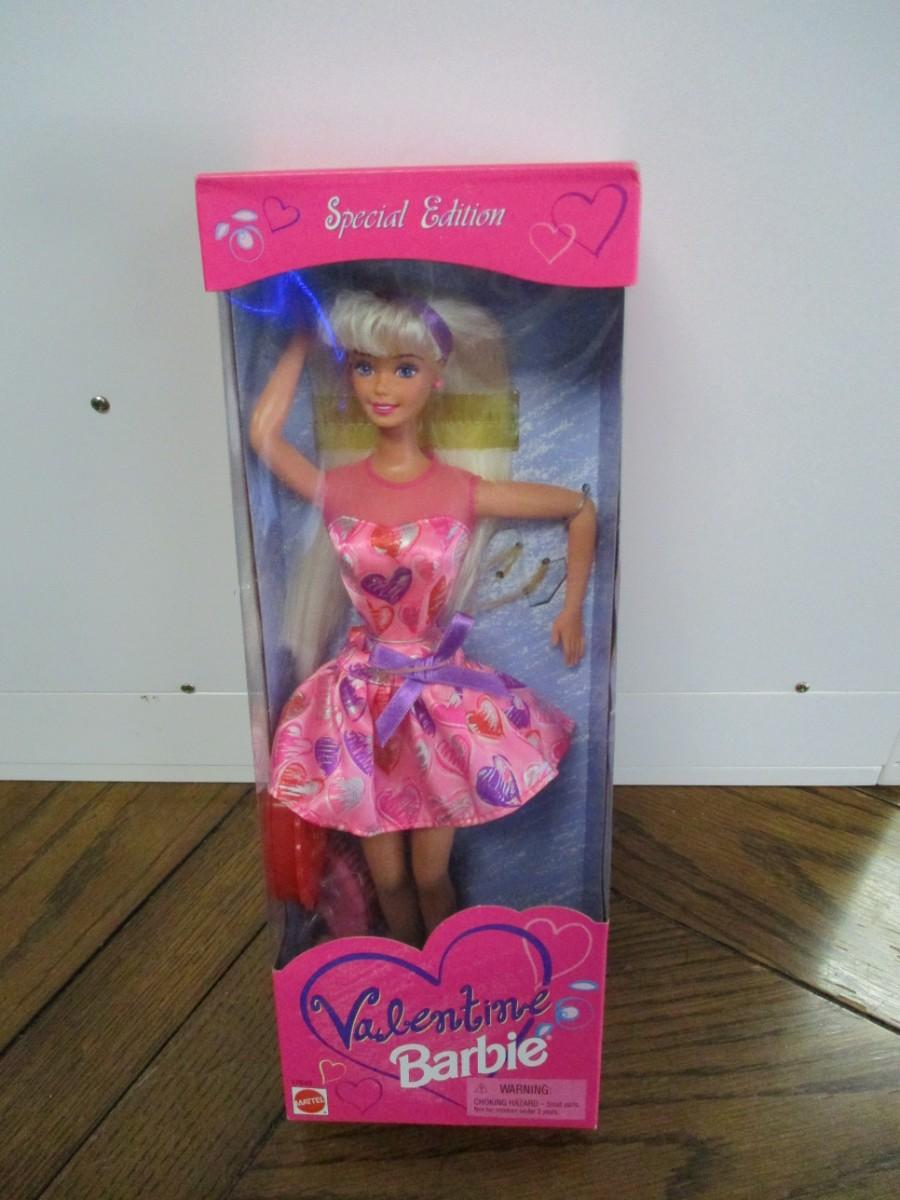 Special Edition
Valentine
Barbie®
MATTEL
⚠ WARNING:
CHOKING HAZARD – Small parts.
Not for children under 3 years.